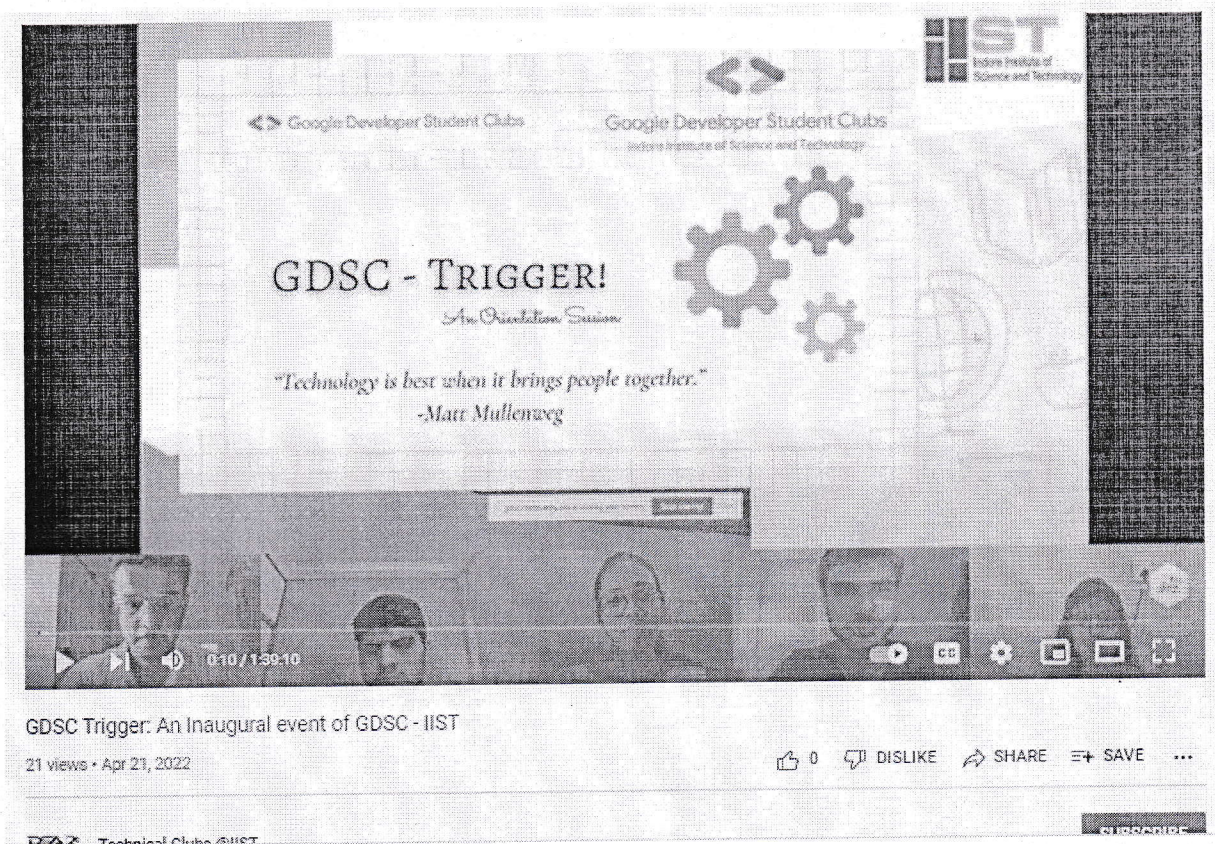 IIST
Indore Institute of
Science and Technology
Google Developer Student Clubs
Google Developer Student Clubs
Indore Institute of Science and Technology
GDSC - TRIGGER!
An Orientation Session
"Technology is best when it brings people together."
-Matt Mullenweg
0:10 / 1:39:10
CC
GDSC Trigger: An Inaugural event of GDSC - IIST
21 views • Apr 21, 2022
0 DISLIKE SHARE SAVE ...
Technical Clubs @IIST
SUBSCRIBE